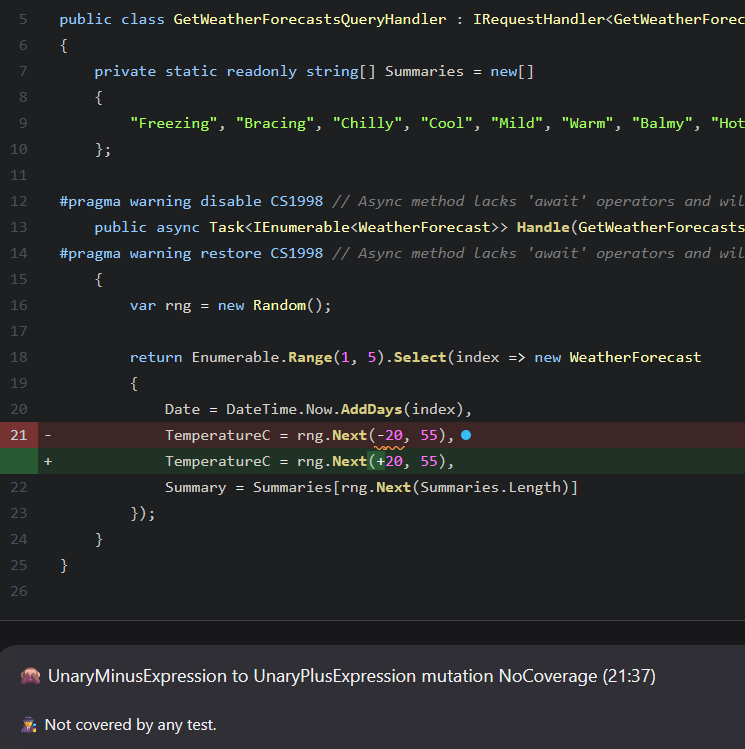 5 public class GetWeatherForecastsQueryHandler : IRequestHandler<GetWeatherForec
6 {
7 private static readonly string[] Summaries = new[]
8 {
9 "Freezing", "Bracing", "Chilly", "Cool", "Mild", "Warm", "Balmy", "Hot
10 };
11
12 #pragma warning disable CS1998 // Async method lacks 'await' operators and wil
13 public async Task<IEnumerable<WeatherForecast>> Handle(GetWeatherForecasts
14 #pragma warning restore CS1998 // Async method lacks 'await' operators and wil
15 {
16 var rng = new Random();
17
18 return Enumerable.Range(1, 5).Select(index => new WeatherForecast
19 {
20 Date = DateTime.Now.AddDays(index),
21 - TemperatureC = rng.Next(-20, 55),
+ TemperatureC = rng.Next(+20, 55),
22 Summary = Summaries[rng.Next(Summaries.Length)]
23 });
24 }
25 }
26
UnaryMinusExpression to UnaryPlusExpression mutation NoCoverage (21:37)
Not covered by any test.